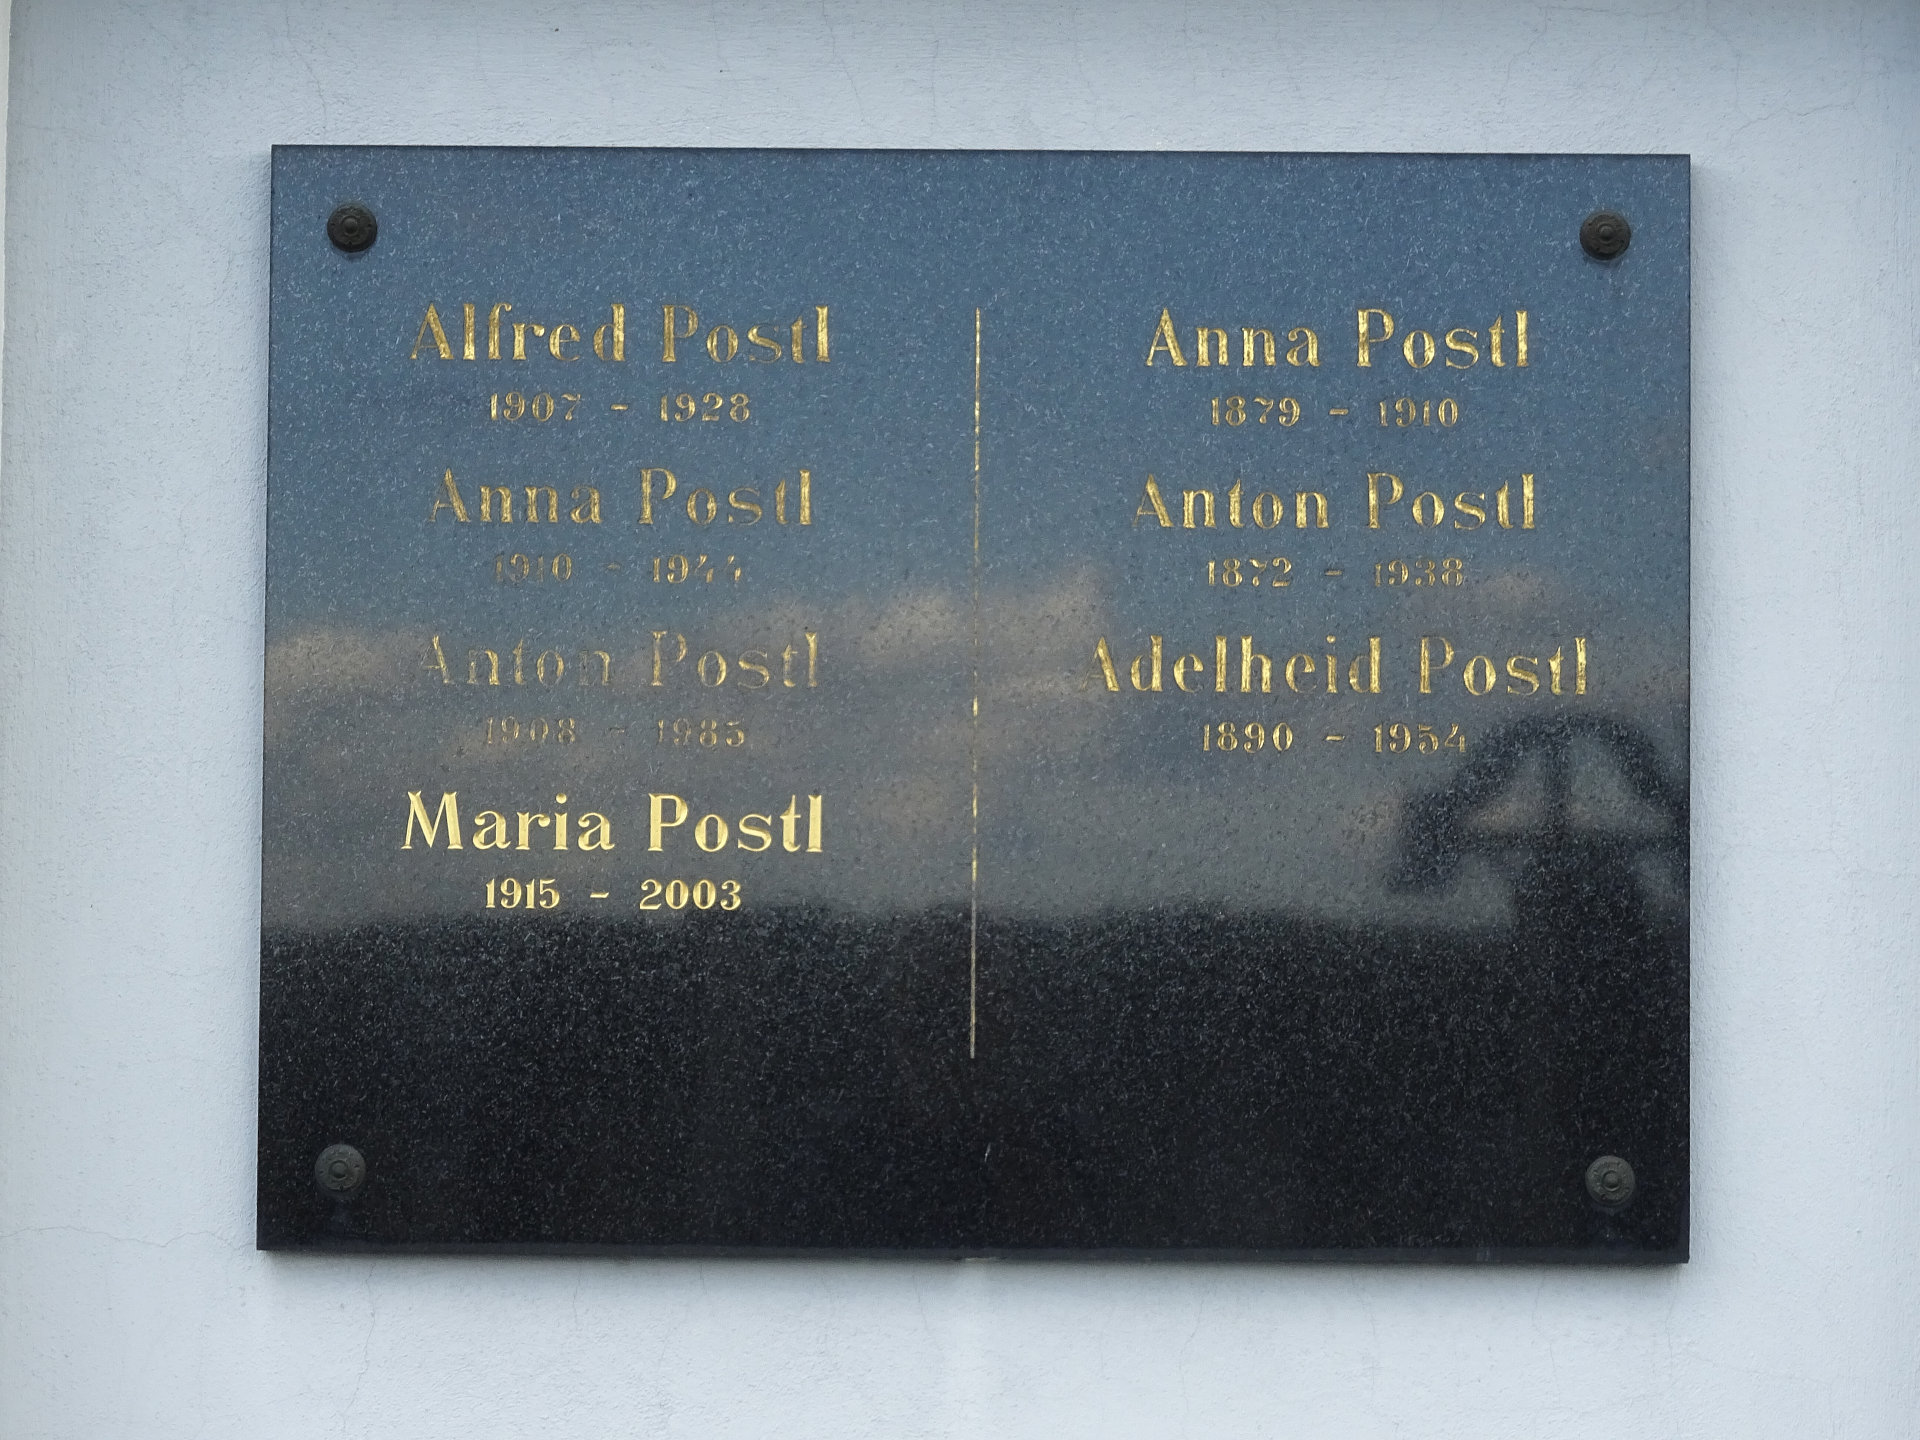 Alfred Postl
1907 - 1928
Anna Postl
1910 - 1944
Anton Postl
1908 - 1985
Maria Postl
1915 - 2003
Anna Postl
1879 - 1910
Anton Postl
1872 - 1938
Adelheid Postl
1890 - 1954